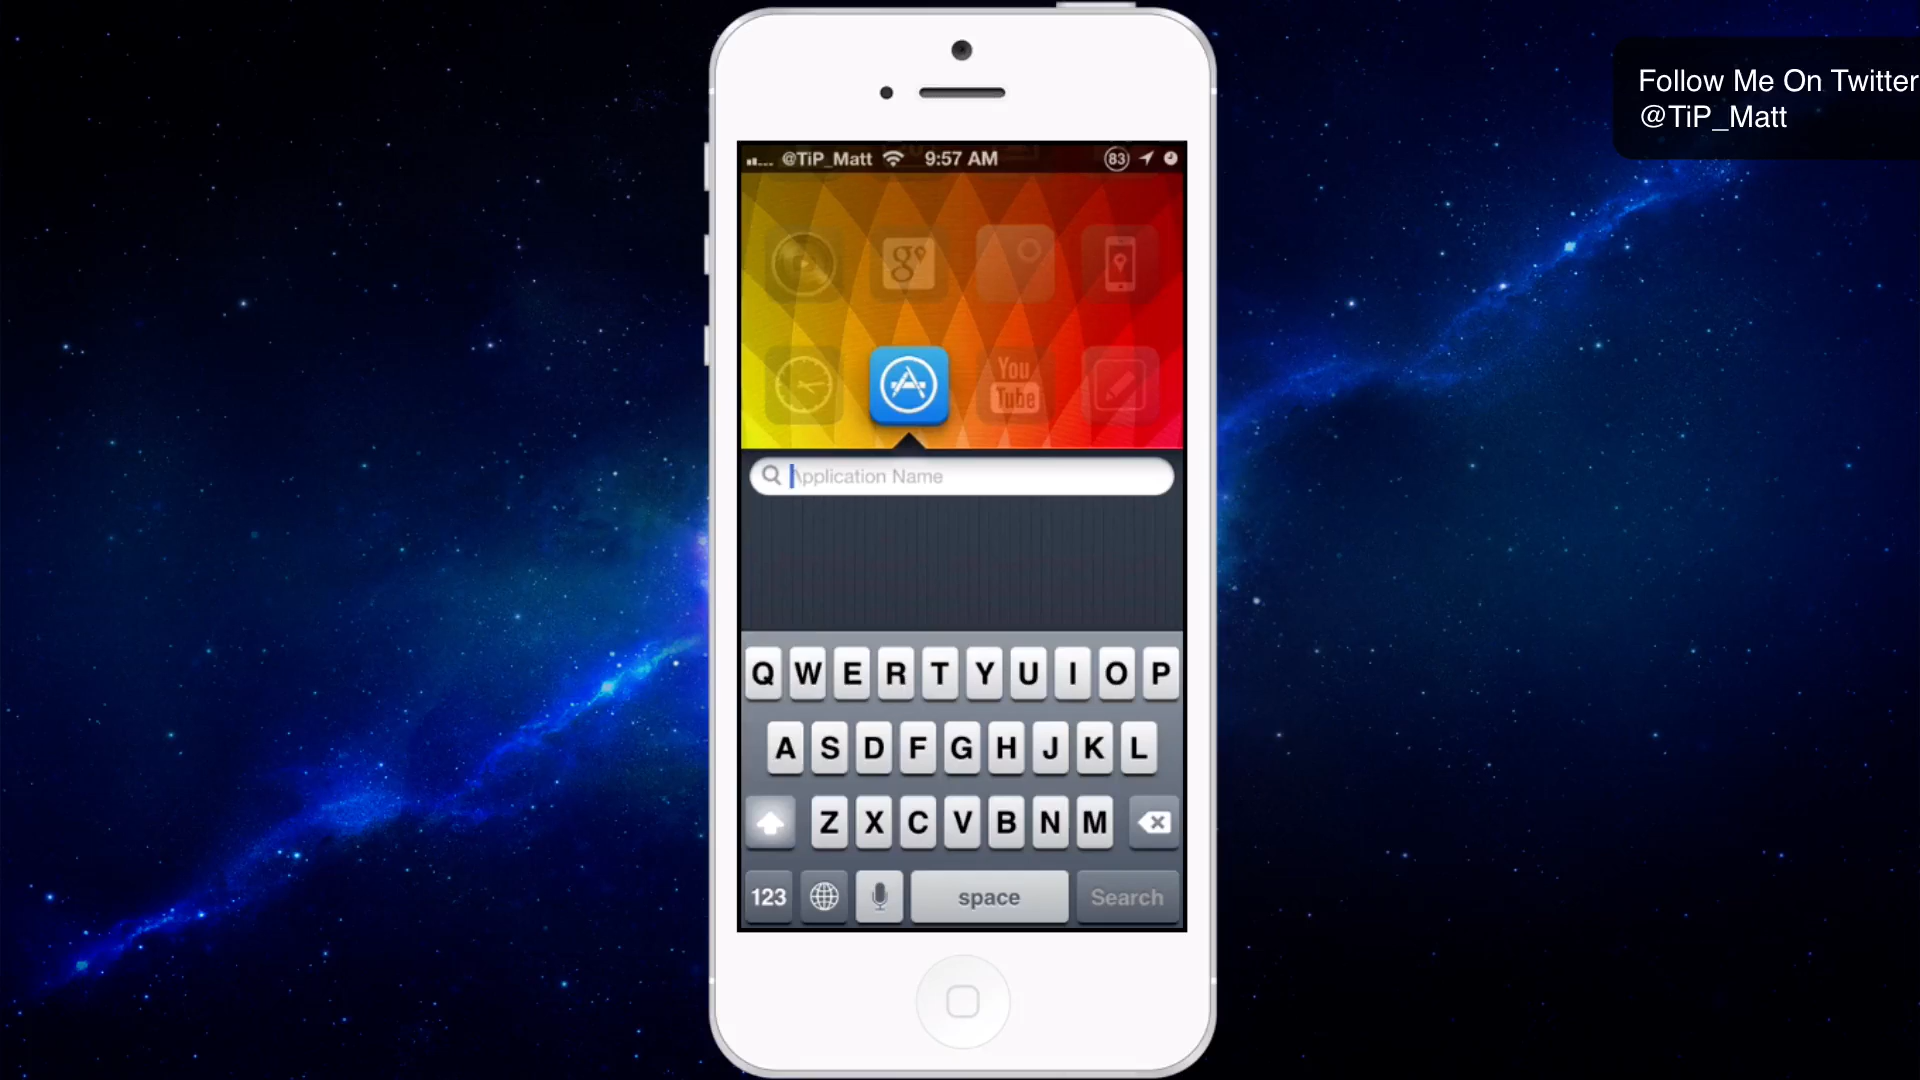 Follow Me On Twitter
@TiP_Matt
@TiP_Matt 9:57 AM 83
g+
You
Tube
Application Name
Q W E R T Y U I O P
A S D F G H J K L
Z X C V B N M
123 space Search